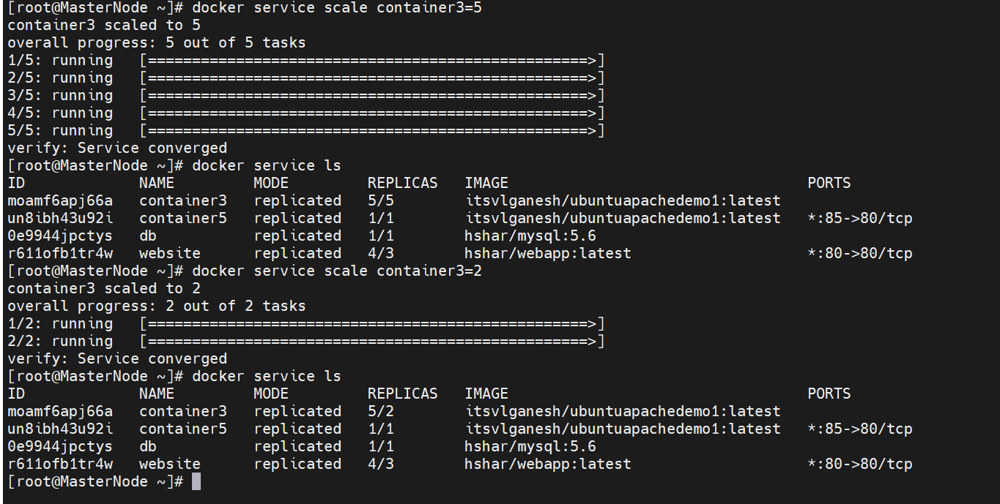 [root@MasterNode ~]# docker service scale container3=5
container3 scaled to 5
overall progress: 5 out of 5 tasks
1/5: running   [==================================================>]
2/5: running   [==================================================>]
3/5: running   [==================================================>]
4/5: running   [==================================================>]
5/5: running   [==================================================>]
verify: Service converged
[root@MasterNode ~]# docker service ls
ID             NAME         MODE         REPLICAS   IMAGE                                  PORTS
moamf6apj66a   container3   replicated   5/5        itsvlganesh/ubuntuapachedemo1:latest
un8ibh43u92i   container5   replicated   1/1        itsvlganesh/ubuntuapachedemo1:latest   *:85->80/tcp
0e9944jpctys   db           replicated   1/1        hshar/mysql:5.6
r611ofb1tr4w   website      replicated   4/3        hshar/webapp:latest                    *:80->80/tcp
[root@MasterNode ~]# docker service scale container3=2
container3 scaled to 2
overall progress: 2 out of 2 tasks
1/2: running   [==================================================>]
2/2: running   [==================================================>]
verify: Service converged
[root@MasterNode ~]# docker service ls
ID             NAME         MODE         REPLICAS   IMAGE                                  PORTS
moamf6apj66a   container3   replicated   5/2        itsvlganesh/ubuntuapachedemo1:latest
un8ibh43u92i   container5   replicated   1/1        itsvlganesh/ubuntuapachedemo1:latest   *:85->80/tcp
0e9944jpctys   db           replicated   1/1        hshar/mysql:5.6
r611ofb1tr4w   website      replicated   4/3        hshar/webapp:latest                    *:80->80/tcp
[root@MasterNode ~]#